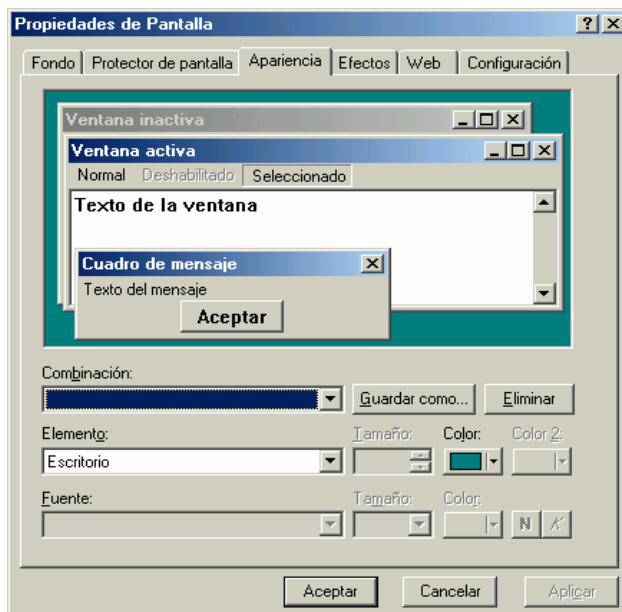 Propiedades de Pantalla
Fondo Protector de pantalla Apariencia Efectos Web Configuración
Ventana inactiva
Ventana activa
Normal Deshabilitado Seleccionado
Texto de la ventana
Cuadro de mensaje
Texto del mensaje
Aceptar
Combinación:
Guardar como... Eliminar
Elemento: Tamaño: Color: Color 2:
Escritorio
Fuente: Tamaño: Color:
N K
Aceptar Cancelar Aplicar